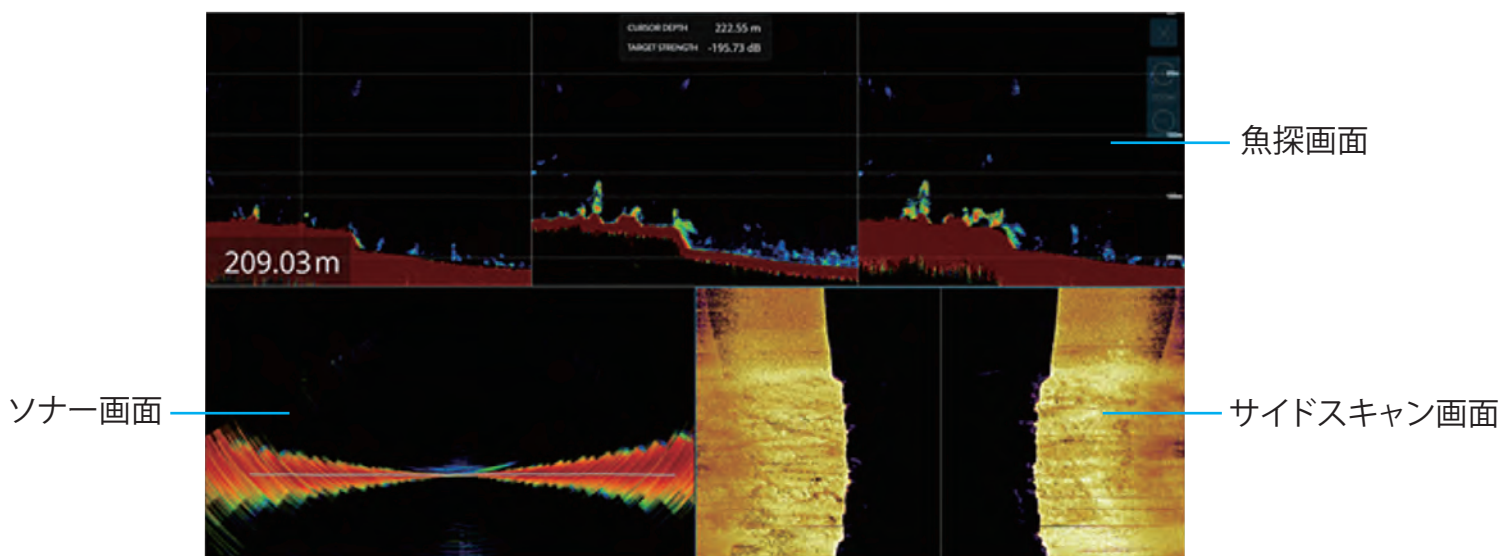 CURSOR DEPTH 222.55 m
TARGET STRENGTH -195.73 dB
魚探画面
209.03 m
ソナー画面
サイドスキャン画面